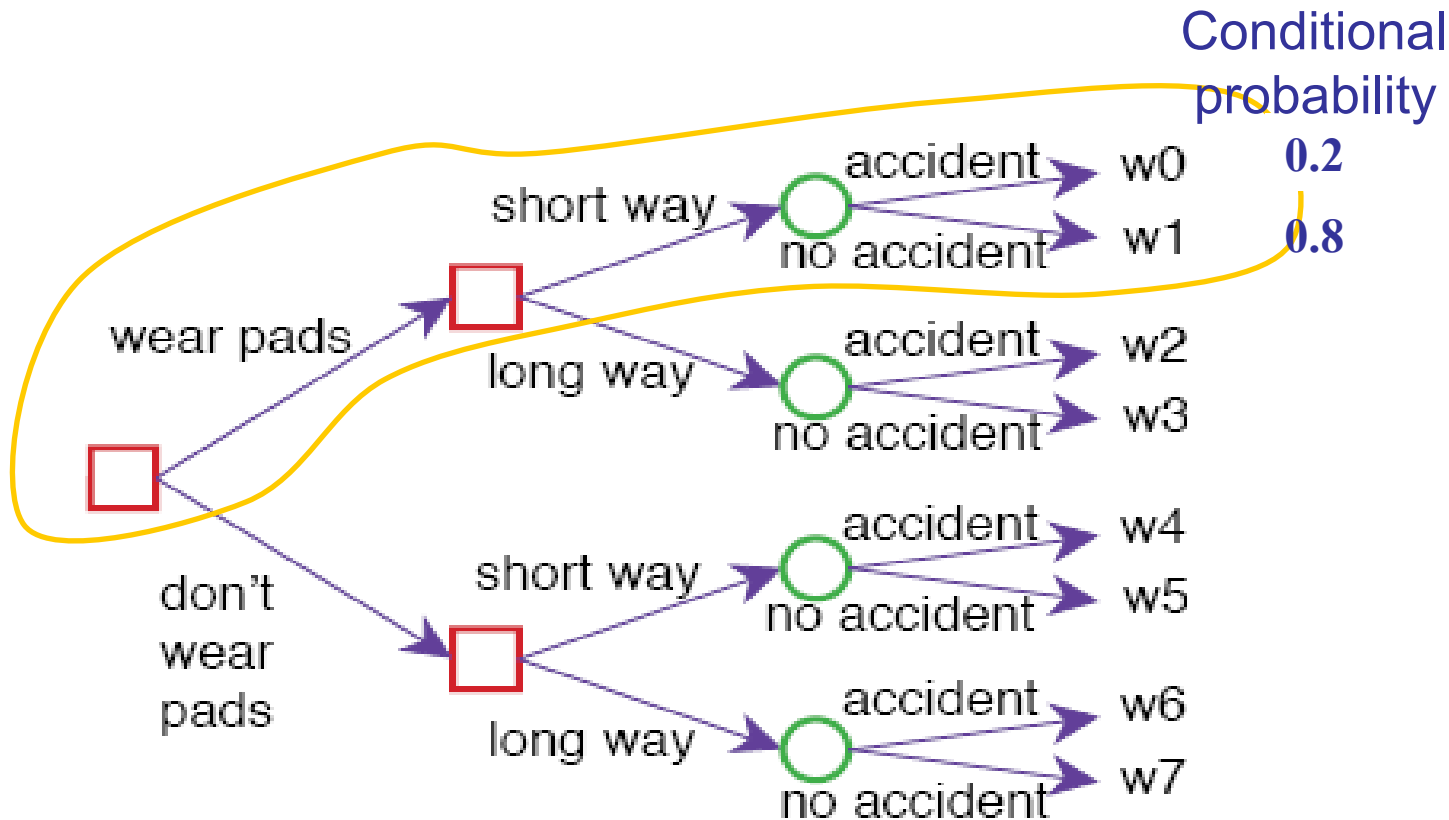 Conditional
probability
accident w0 0.2
short way
no accident w1 0.8
wear pads
accident w2
long way
no accident w3
accident w4
short way
don't
no accident w5
wear
pads
accident w6
long way
no accident w7